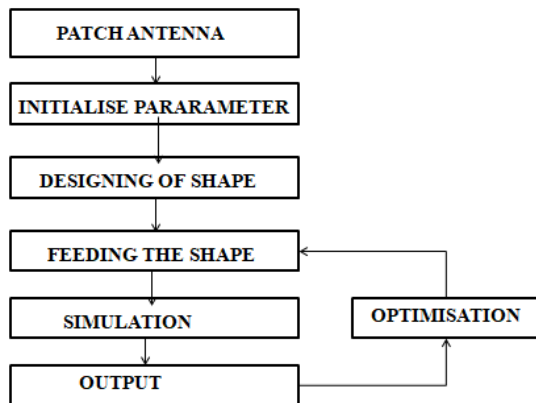 PATCH ANTENNA
INITIALISE PARARAMETER
DESIGNING OF SHAPE
FEEDING THE SHAPE
SIMULATION
OPTIMISATION
OUTPUT